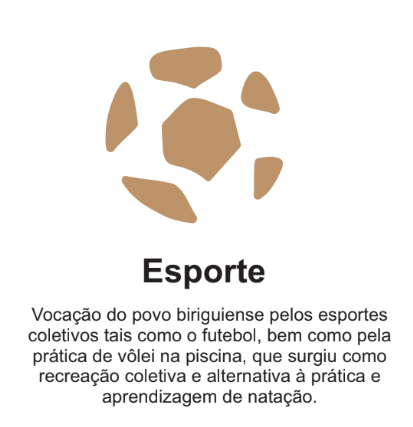 Esporte
Vocação do povo biriguiense pelos esportes
coletivos tais como o futebol, bem como pela
prática de vôlei na piscina, que surgiu como
recreação coletiva e alternativa à prática e
aprendizagem de natação.